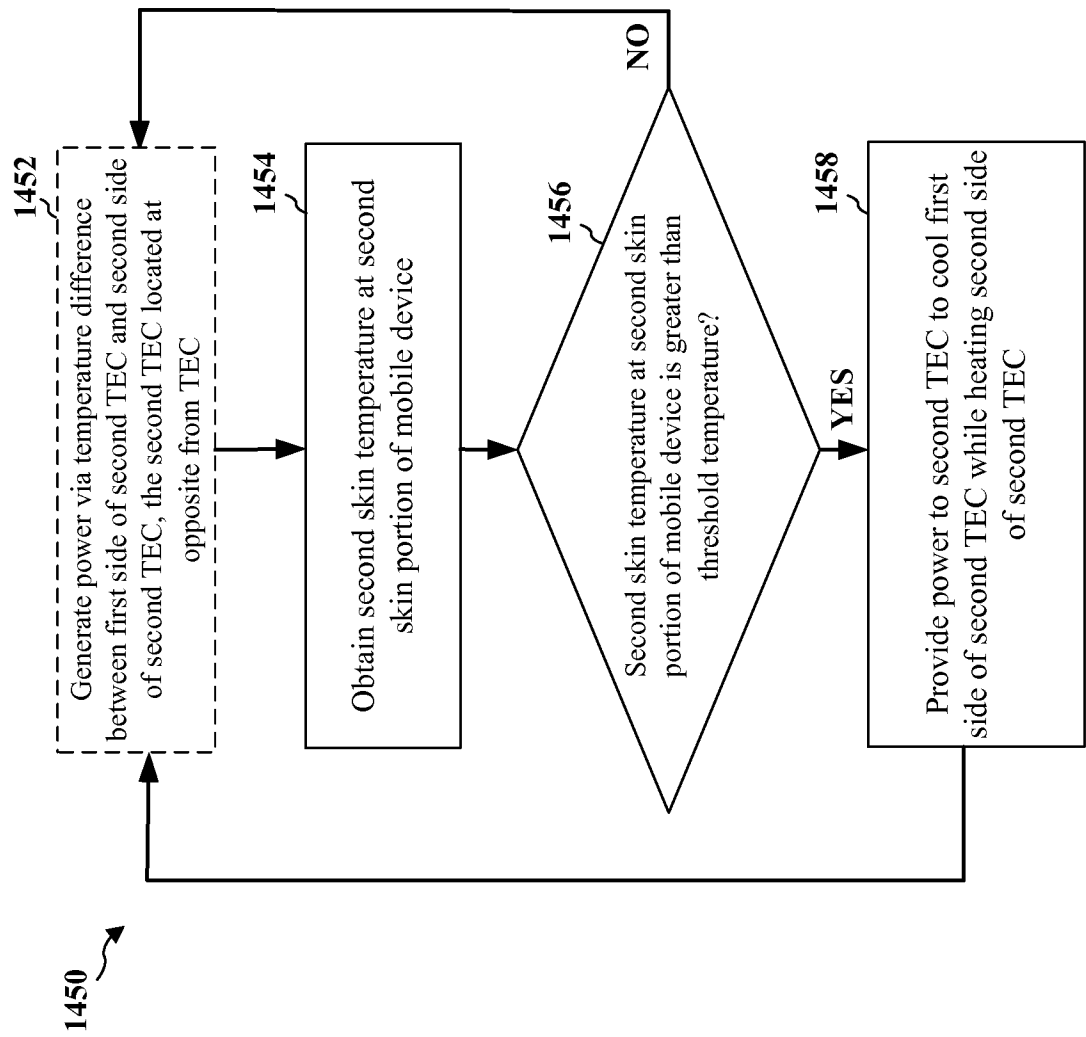 1450
1452
Generate power via temperature difference
between first side of second TEC and second side
of second TEC, the second TEC located at
opposite from TEC
1454
Obtain second skin temperature at second
skin portion of mobile device
1456
Second skin temperature at second skin
portion of mobile device is greater than
threshold temperature?
NO
YES
1458
Provide power to second TEC to cool first
side of second TEC while heating second side
of second TEC